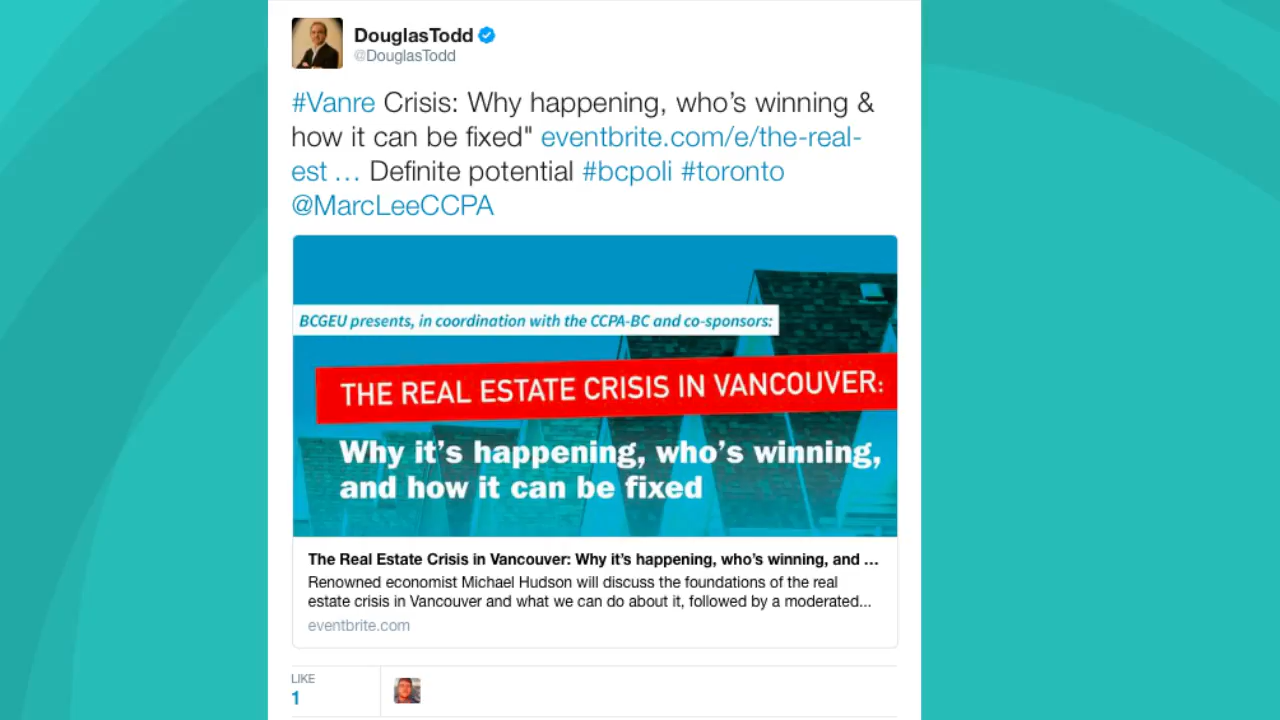 DouglasTodd
@DouglasTodd
#Vanre Crisis: Why happening, who’s winning &
how it can be fixed" eventbrite.com/e/the-real-
est … Definite potential #bcpoli #toronto
@MarcLeeCCPA
BCGEU presents, in coordination with the CCPA-BC and co-sponsors:
THE REAL ESTATE CRISIS IN VANCOUVER:
Why it’s happening, who’s winning,
and how it can be fixed
The Real Estate Crisis in Vancouver: Why it’s happening, who’s winning, and ...
Renowned economist Michael Hudson will discuss the foundations of the real
estate crisis in Vancouver and what we can do about it, followed by a moderated...
eventbrite.com
LIKE
1